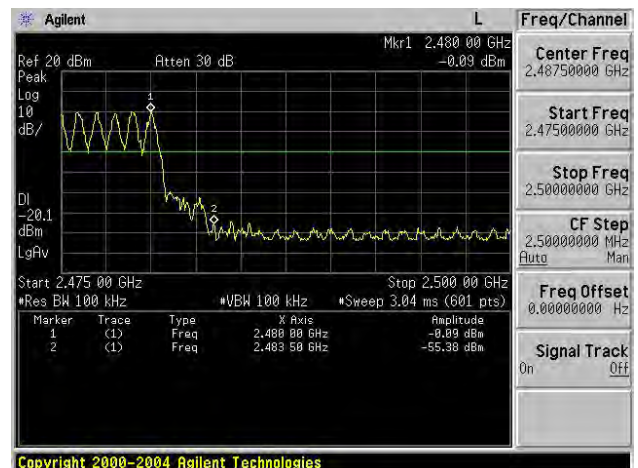 Agilent L Freq/Channel
Mkr1 2.480 00 GHz
Ref 20 dBm Atten 30 dB -0.09 dBm
Peak
Log
10
dB/
1
2
DI
-20.1
dBm
LgAv
Start 2.475 00 GHz Stop 2.500 00 GHz
#Res BW 100 kHz #VBW 100 kHz #Sweep 3.04 ms (601 pts)
Marker Trace Type X Axis Amplitude
1 (1) Freq 2.480 00 GHz -0.09 dBm
2 (1) Freq 2.483 50 GHz -55.38 dBm
Center Freq
2.48750000 GHz
Start Freq
2.47500000 GHz
Stop Freq
2.50000000 GHz
CF Step
2.50000000 MHz
Auto Man
Freq Offset
0.00000000 Hz
Signal Track
On Off
Copyright 2000-2004 Agilent Technologies